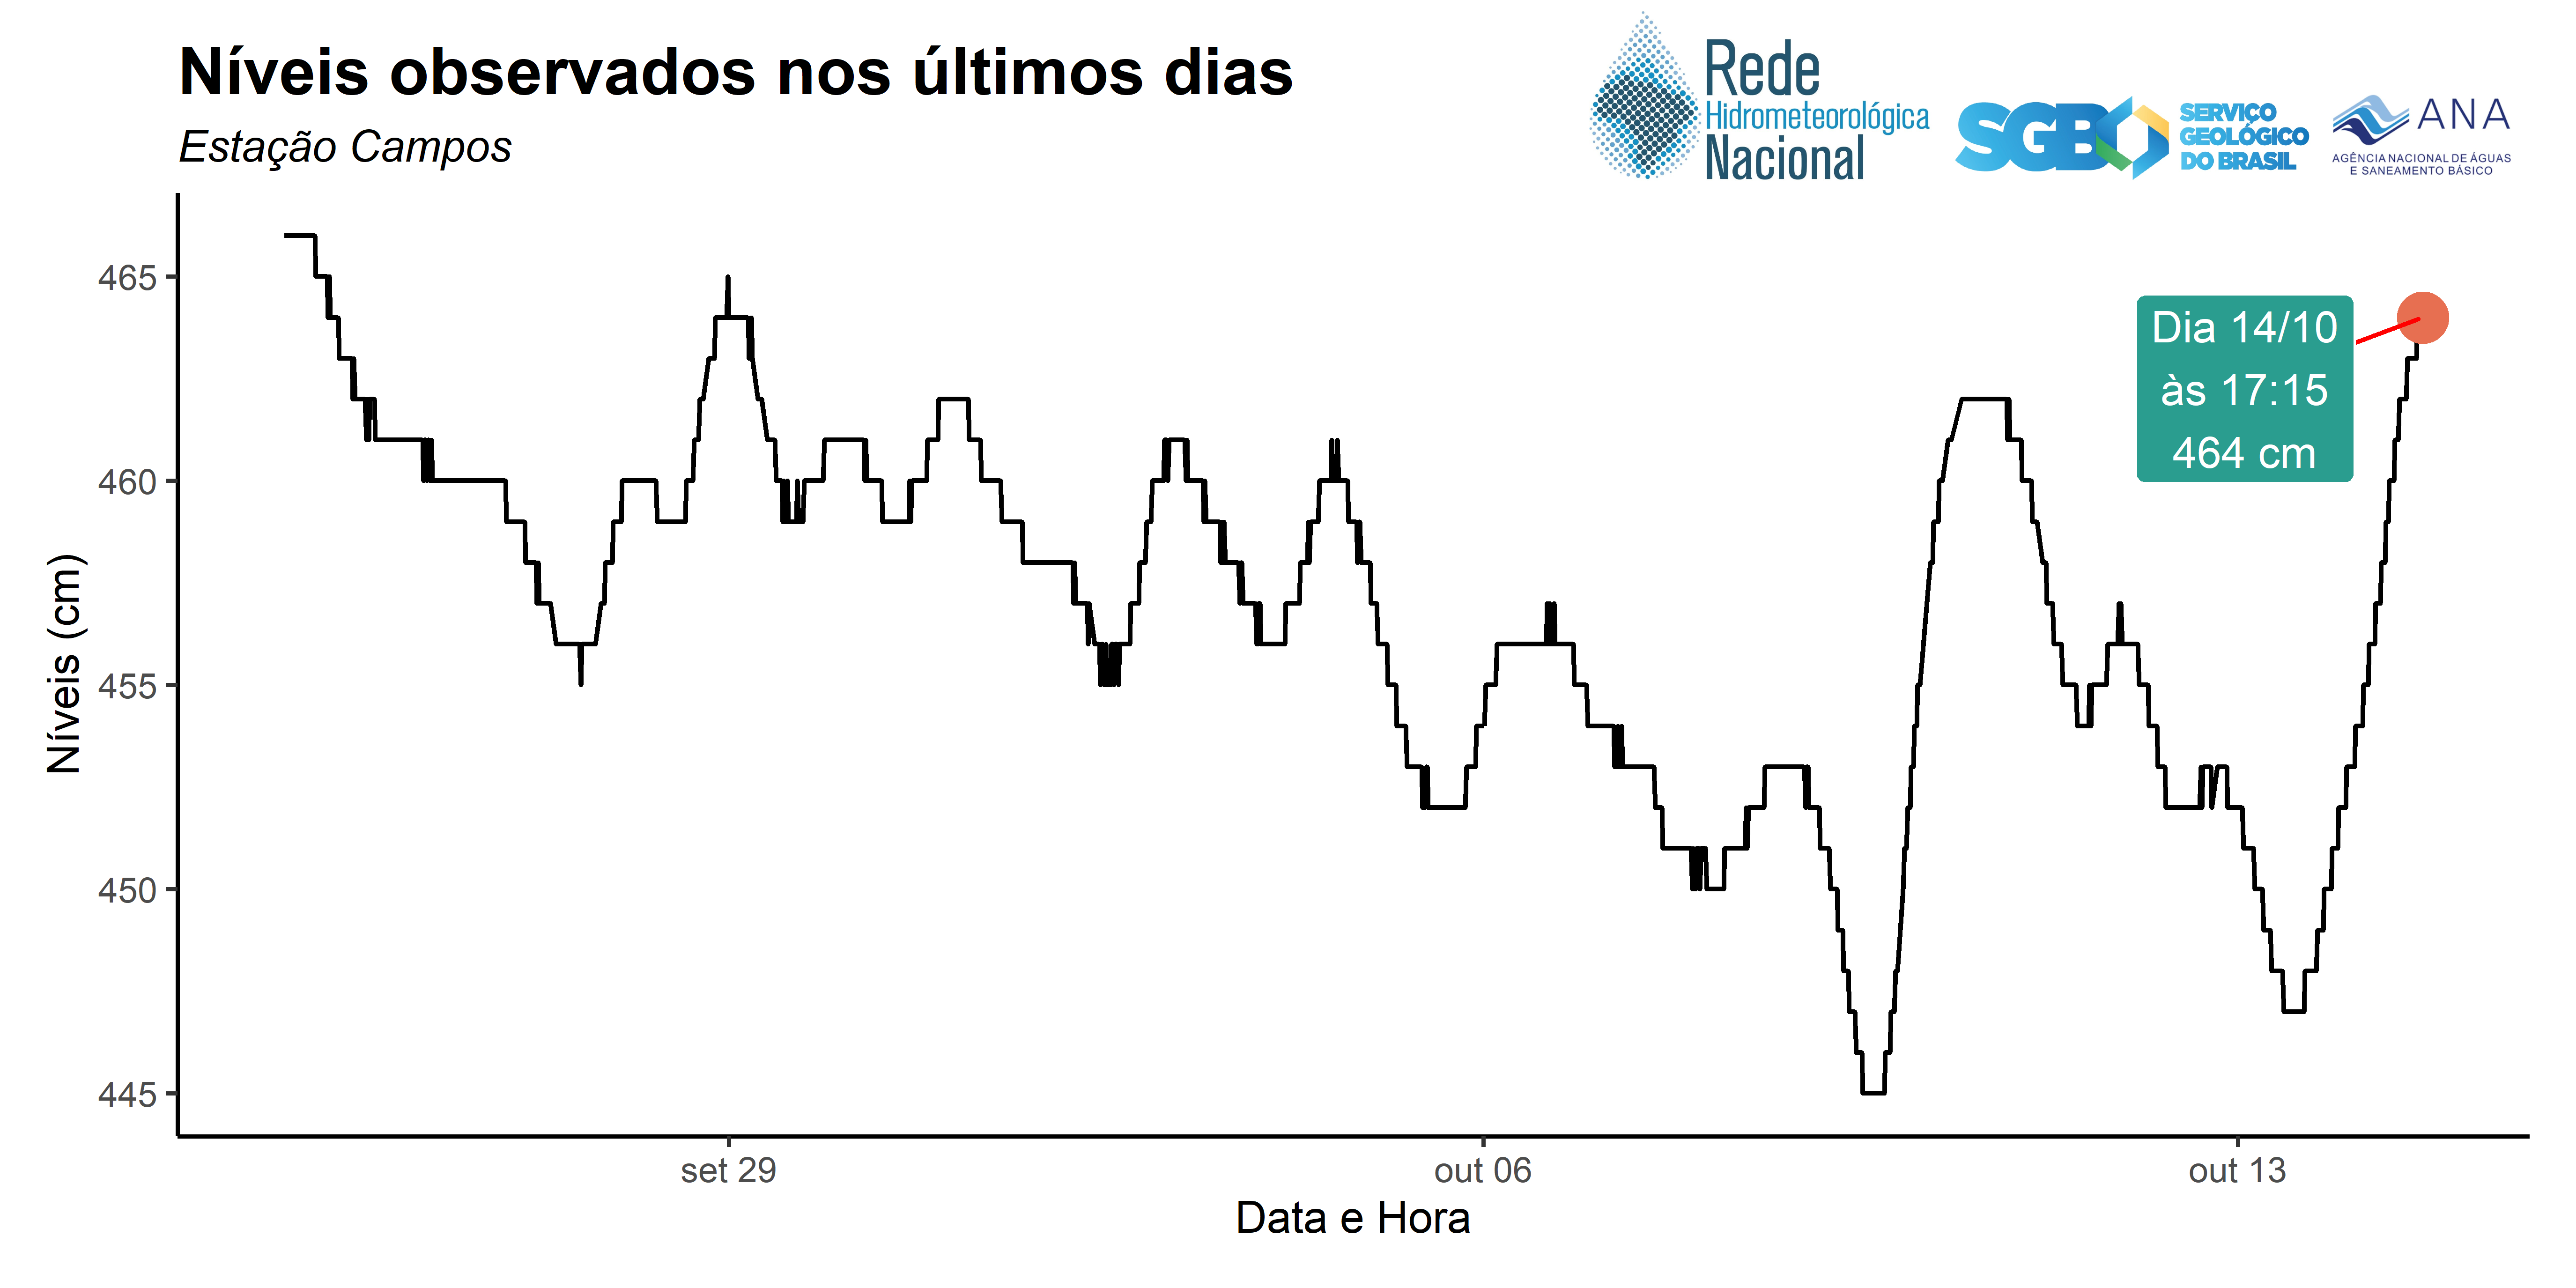 Níveis observados nos últimos dias
Estação Campos
Rede
Hidrometeorológica
Nacional
SGB
SERVIÇO
GEOLÓGICO
DO BRASIL
ANA
AGÊNCIA NACIONAL DE ÁGUAS
E SANEAMENTO BÁSICO
465
460
455
450
445
Níveis (cm)
Dia 14/10
às 17:15
464 cm
set 29
out 06
out 13
Data e Hora